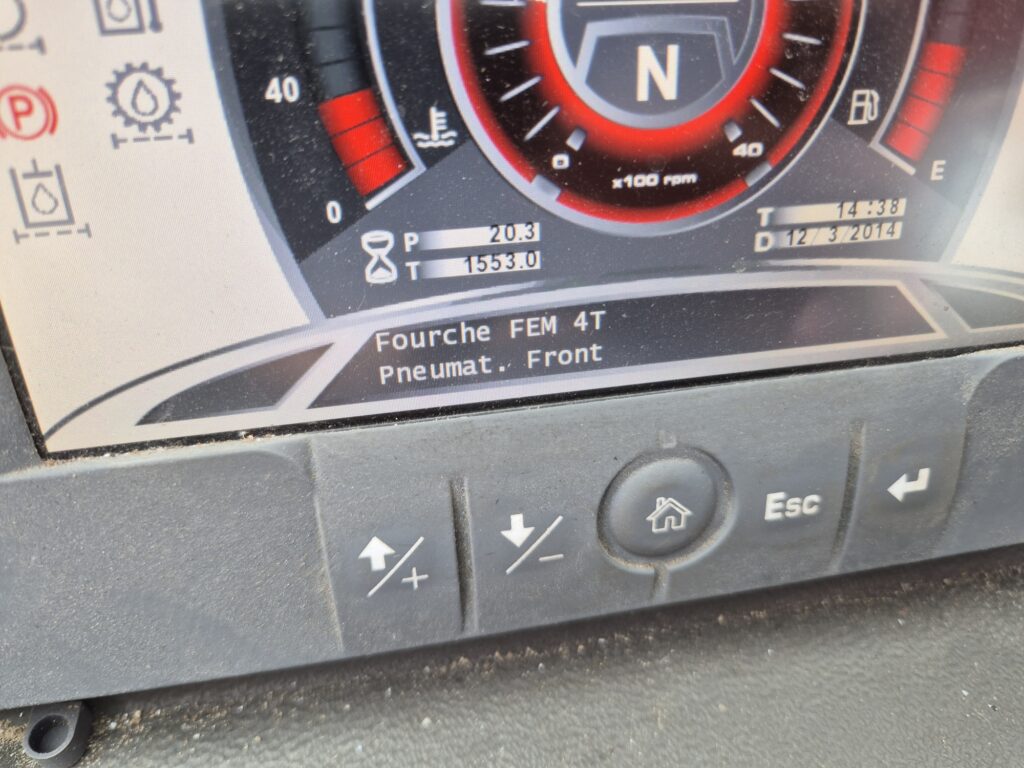 N
40
P
0
0
40
x100 rpm
E
P 20.3
T 1553.0
T 14:38
D 12/ 3/2014
Fourche FEM 4T
Pneumat. Front
+
-
Esc